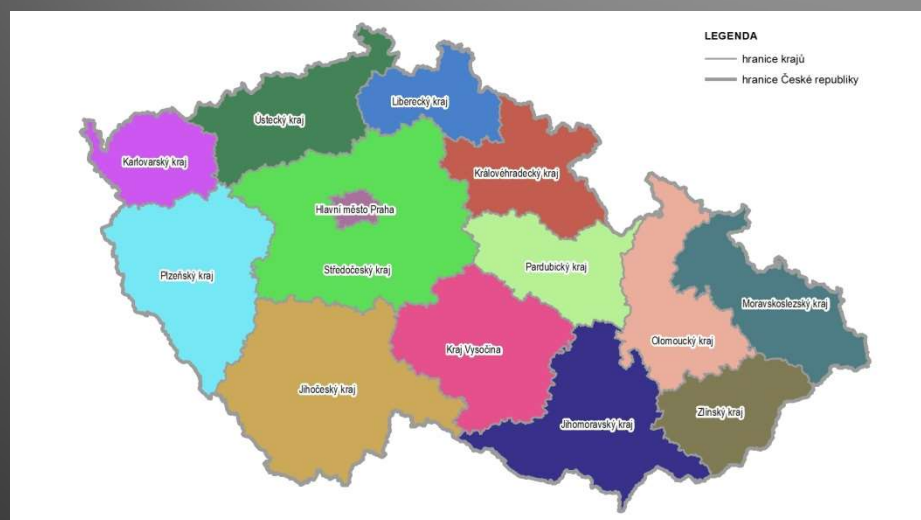 LEGENDA
hranice krajů
hranice České republiky
Liberecký kraj
Ústecký kraj
Karlovarský kraj
Královéhradecký kraj
Hlavní město Praha
Středočeský kraj
Plzeňský kraj
Pardubický kraj
Moravskoslezský kraj
Olomoucký kraj
Kraj Vysočina
Jihočeský kraj
Zlínský kraj
Jihomoravský kraj